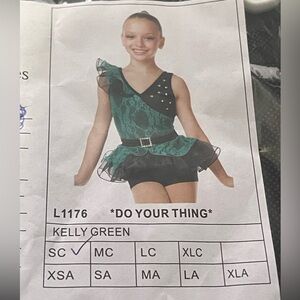 L1176 *DO YOUR THING*
KELLY GREEN
SC ✓ MC LC XLC
XSA SA MA LA XLA